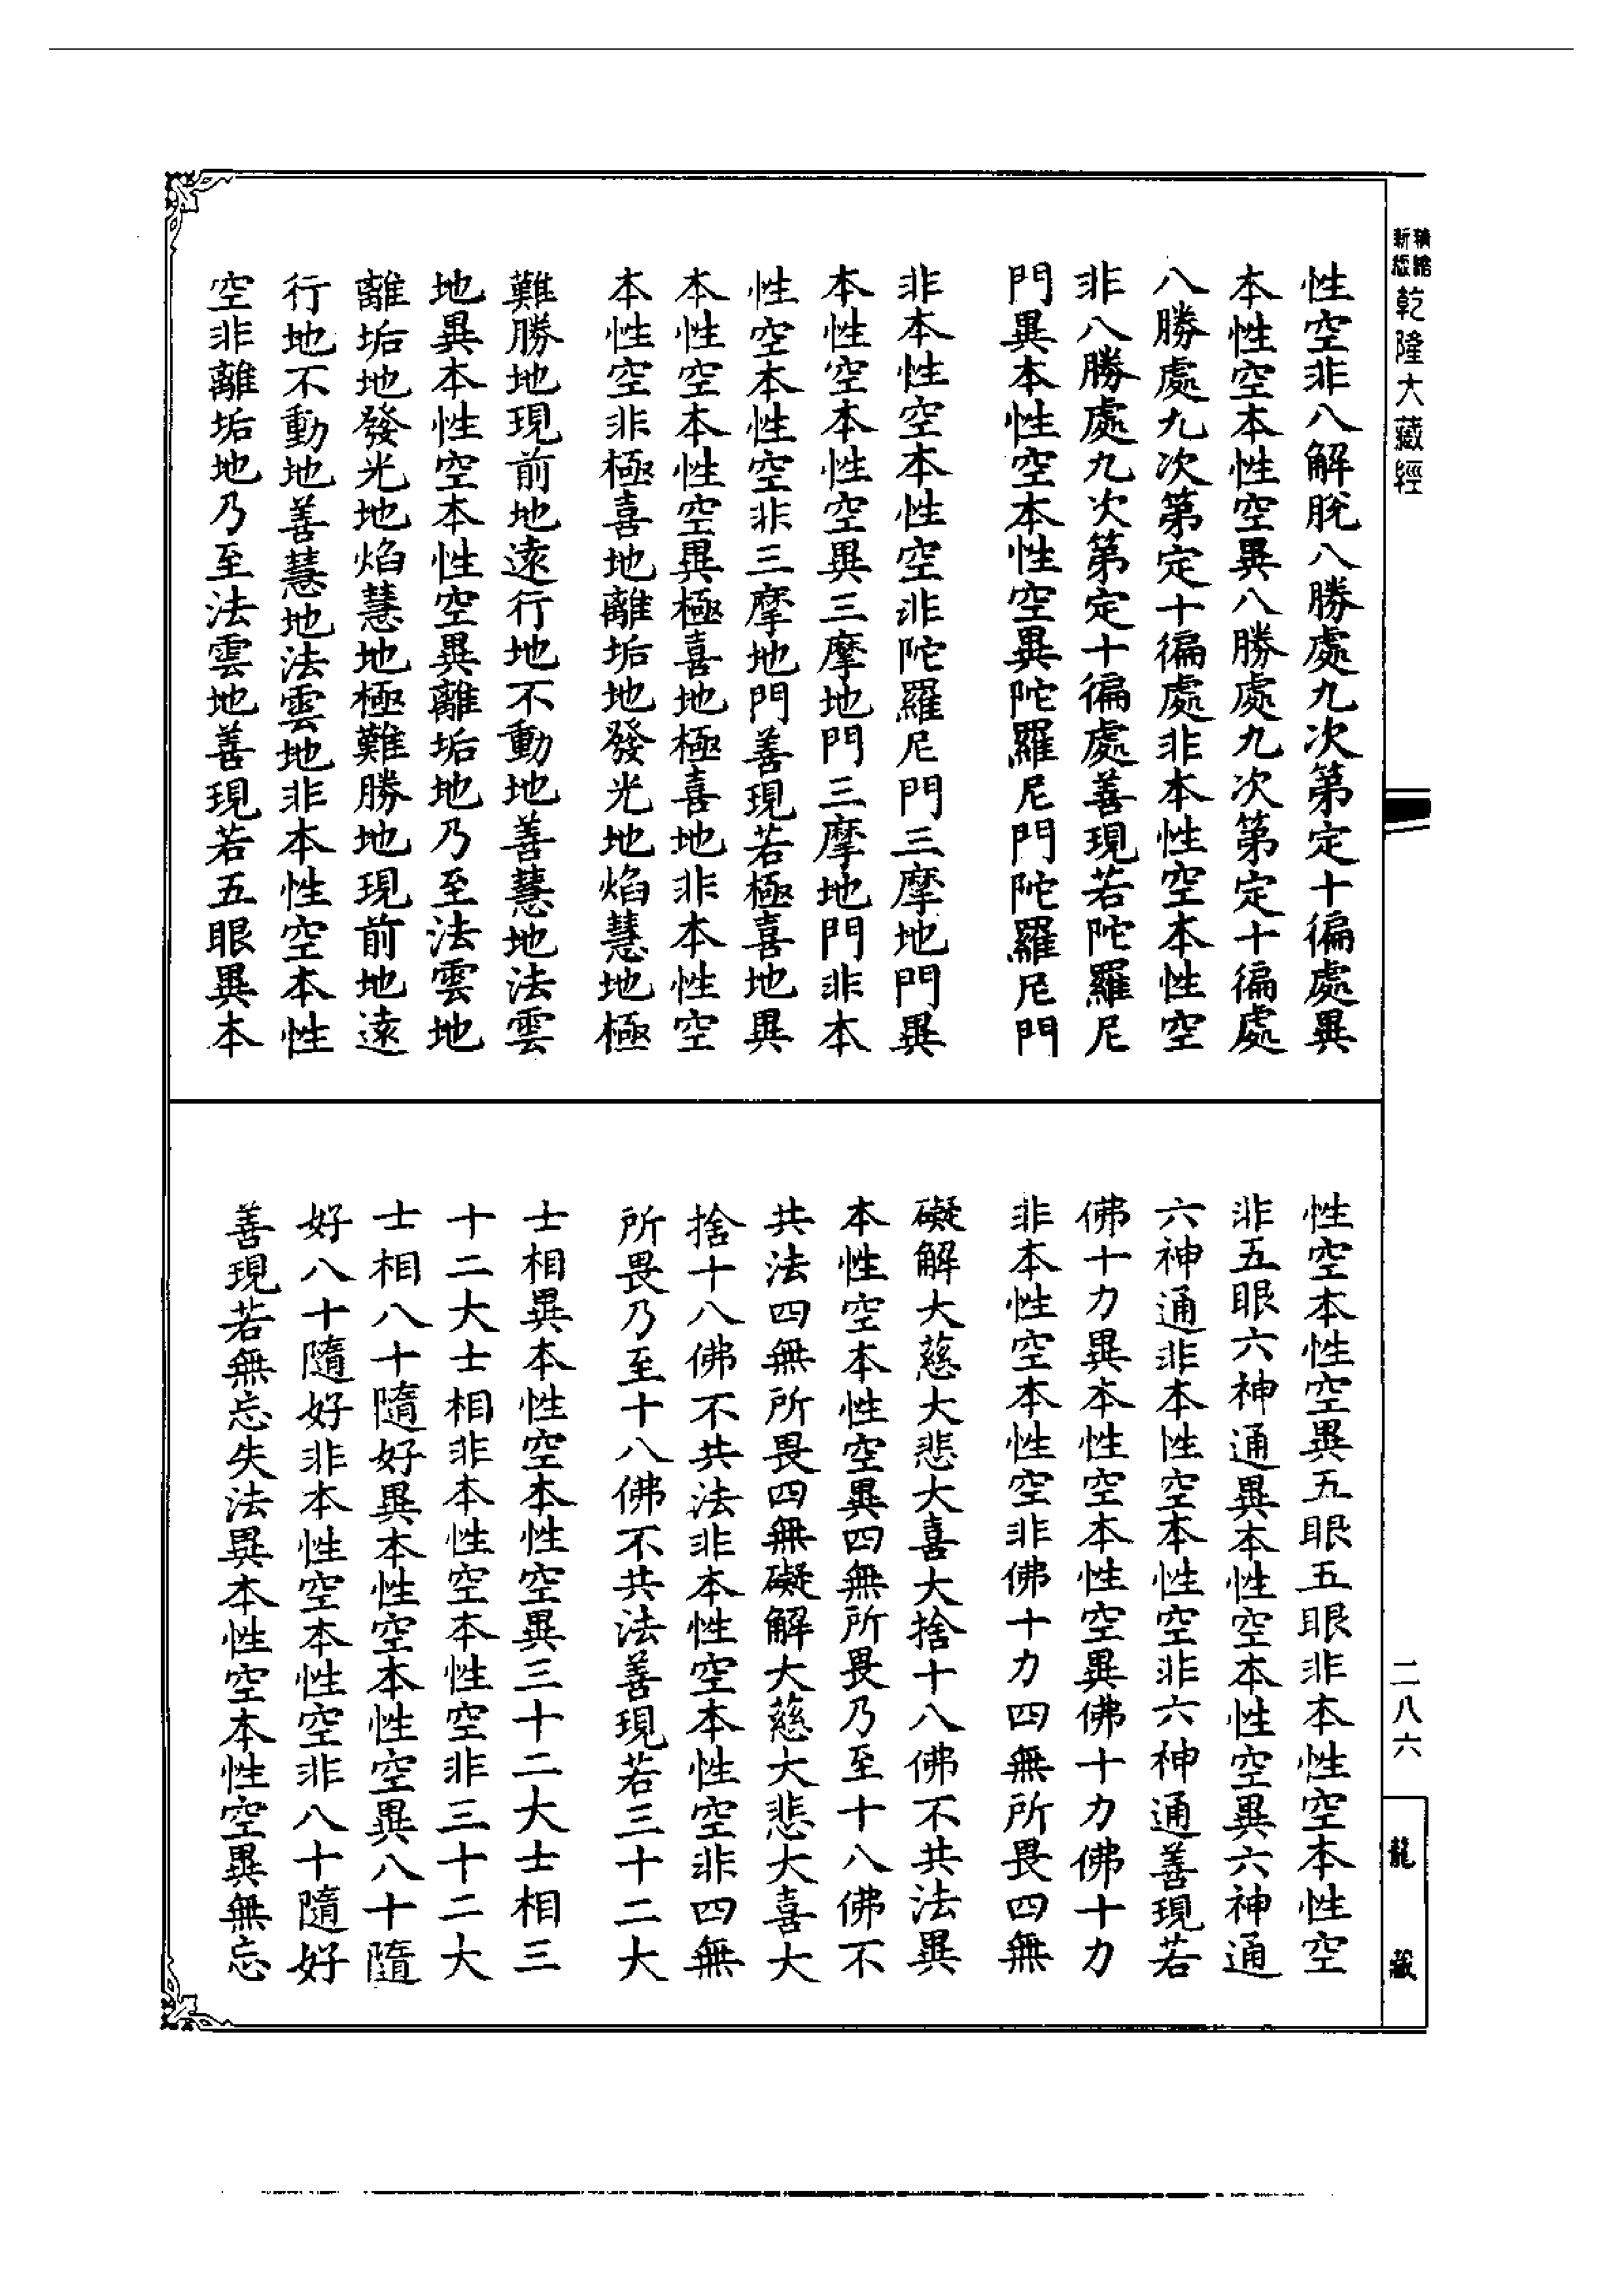 新版
精縮
乾隆大藏經
性空非八解脫八勝處九次第定十徧處異
本性空本性空異八勝處九次第定十徧處
八勝處九次第定十徧處非本性空本性空
非八勝處九次第定十徧處善現若陀羅尼
門異本性空本性空異陀羅尼門陀羅尼門
非本性空本性空非陀羅尼門三摩地門異
本性空本性空異三摩地門三摩地門非本
性空本性空非三摩地門善現若極喜地異
本性空本性空異極喜地極喜地非本性空
本性空非極喜地離垢地發光地焰慧地極
難勝地現前地遠行地不動地善慧地法雲
地異本性空本性空異離垢地乃至法雲地
離垢地發光地焰慧地極難勝地現前地遠
行地不動地善慧地法雲地非本性空本性
空非離垢地乃至法雲地善現若五眼異本
性空本性空異五眼五眼非本性空本性空
非五眼六神通異本性空本性空異六神通
六神通非本性空本性空非六神通善現若
佛十力異本性空本性空異佛十力佛十力
非本性空本性空非佛十力四無所畏四無
礙解大慈大悲大喜大捨十八佛不共法異
本性空本性空異四無所畏乃至十八佛不
共法四無所畏四無礙解大慈大悲大喜大
捨十八佛不共法非本性空本性空非四無
所畏乃至十八佛不共法善現若三十二大
士相異本性空本性空異三十二大士相三
十二大士相非本性空本性空非三十二大
士相八十隨好異本性空本性空異八十隨
好八十隨好非本性空本性空非八十隨好
善現若無忘失法異本性空本性空異無忘
二八六
龍藏